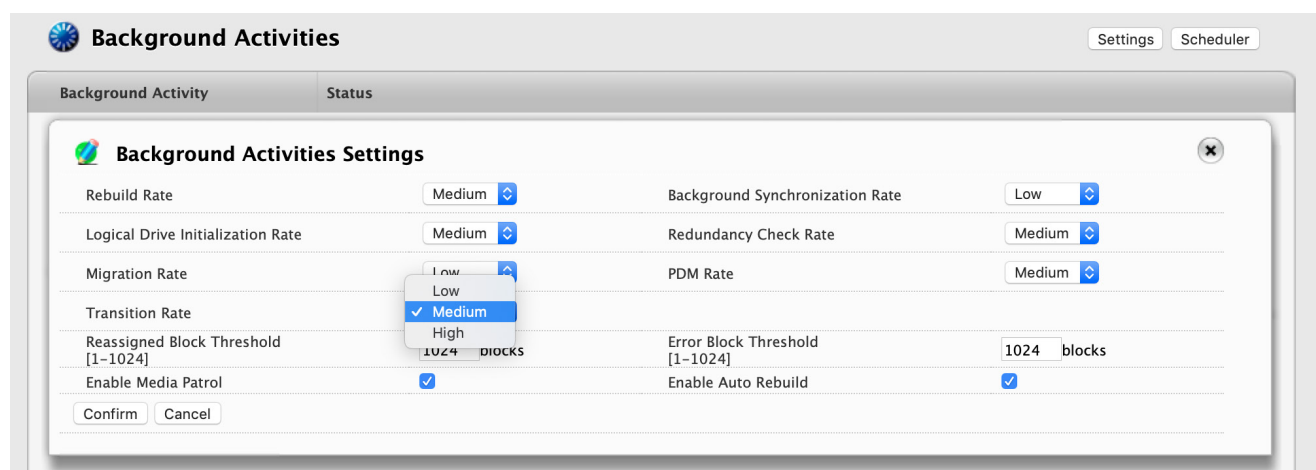 Background Activities
Settings Scheduler
Background Activity Status
Background Activities Settings
Rebuild Rate Medium Background Synchronization Rate Low
Logical Drive Initialization Rate Medium Redundancy Check Rate Medium
Migration Rate Low PDM Rate Medium
Low
Transition Rate ✓ Medium
High
Reassigned Block Threshold
[1-1024] 1024 blocks
Error Block Threshold
[1-1024] 1024 blocks
Enable Media Patrol Enable Auto Rebuild
Confirm Cancel